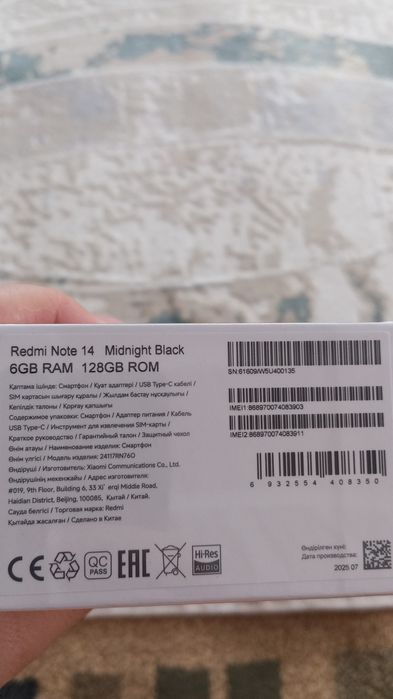 Redmi Note 14 Midnight Black
6GB RAM 128GB ROM
Қаптама ішінде: Смартфон / Қуат адаптері / USB Type-C кабелі /
SIM картасын шығару құралы / Жылдам бастау нұсқаулығы /
Кепілдік талоны / Қорғау қапшығы
Содержимое упаковки: Смартфон / Адаптер питания / Кабель
USB Type-C / Инструмент для извлечения SIM-карты /
Краткое руководство / Гарантийный талон / Защитный чехол
Өнім атауы / Наименование изделия: Смартфон
Өнім үлгісі / Модель изделия: 24117RN76O
Өндіруші / Изготовитель: Xiaomi Communications Co., Ltd.
Өндірушінің мекенжайы / Адрес изготовителя:
#019, 9th Floor, Building 6, 33 Xi' erqi Middle Road,
Haidian District, Beijing, 100085, Қытай / Китай.
Сауда белгісі / Торговая марка: Redmi
Қытайда жасалған / Сделано в Китае
CE
QC
PASS
EAC
Hi-Res
AUDIO
SN:61609/W5U400135
IMEI1:868970074083903
IMEI2:868970074083911
6 932554 408350
Өндірілген күні:
Дата производства:
2025.07